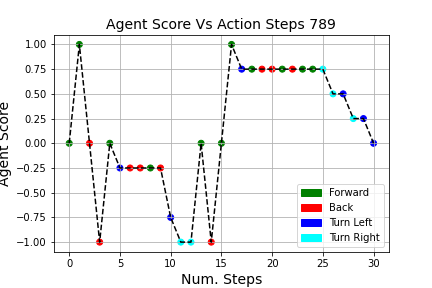 Agent Score Vs Action Steps 789
1.00
0.75
0.50
0.25
0.00
−0.25
−0.50
−0.75
−1.00
Agent Score
0 5 10 15 20 25 30
Num. Steps
Forward
Back
Turn Left
Turn Right